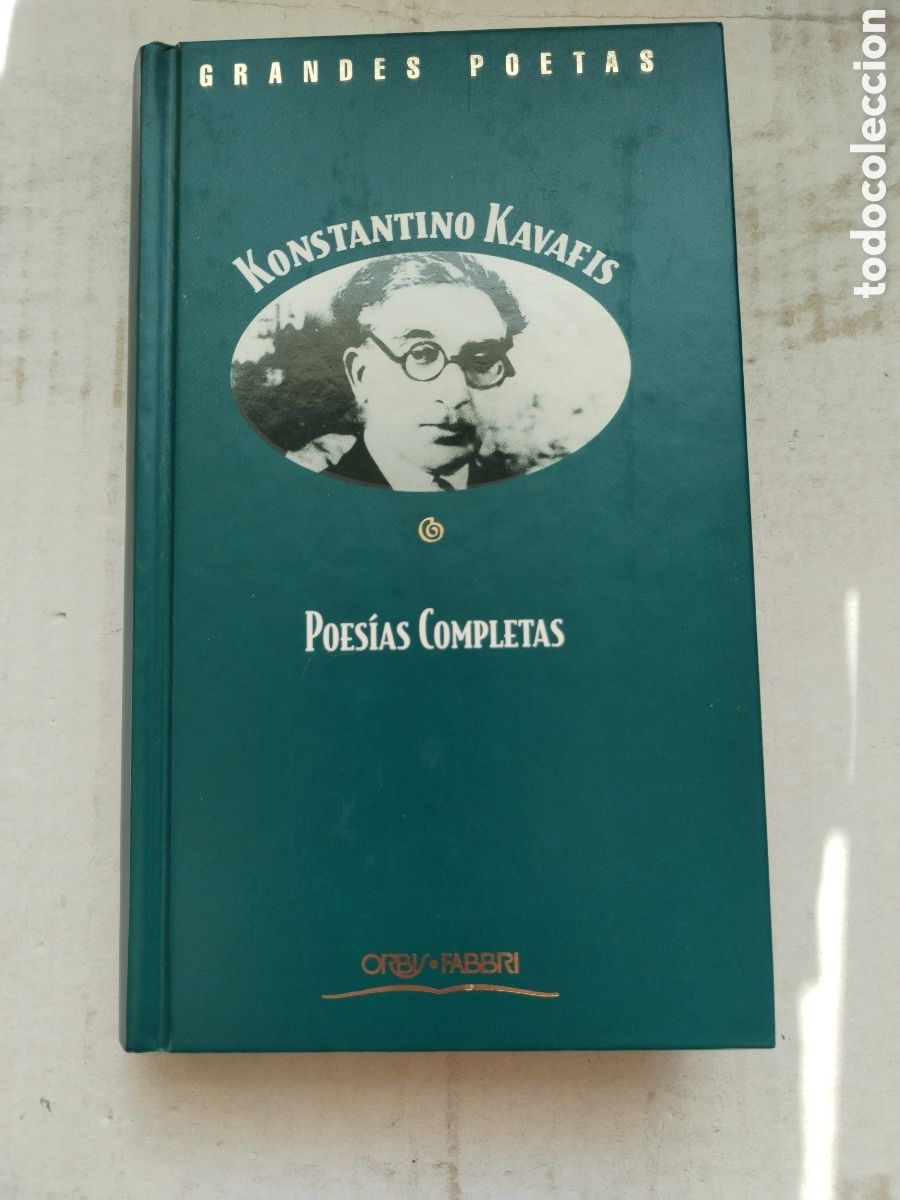 GRANDES POETAS
KONSTANTINO KAVAFIS
POESÍAS COMPLETAS
ORBIS•FABBRI
todocoleccion